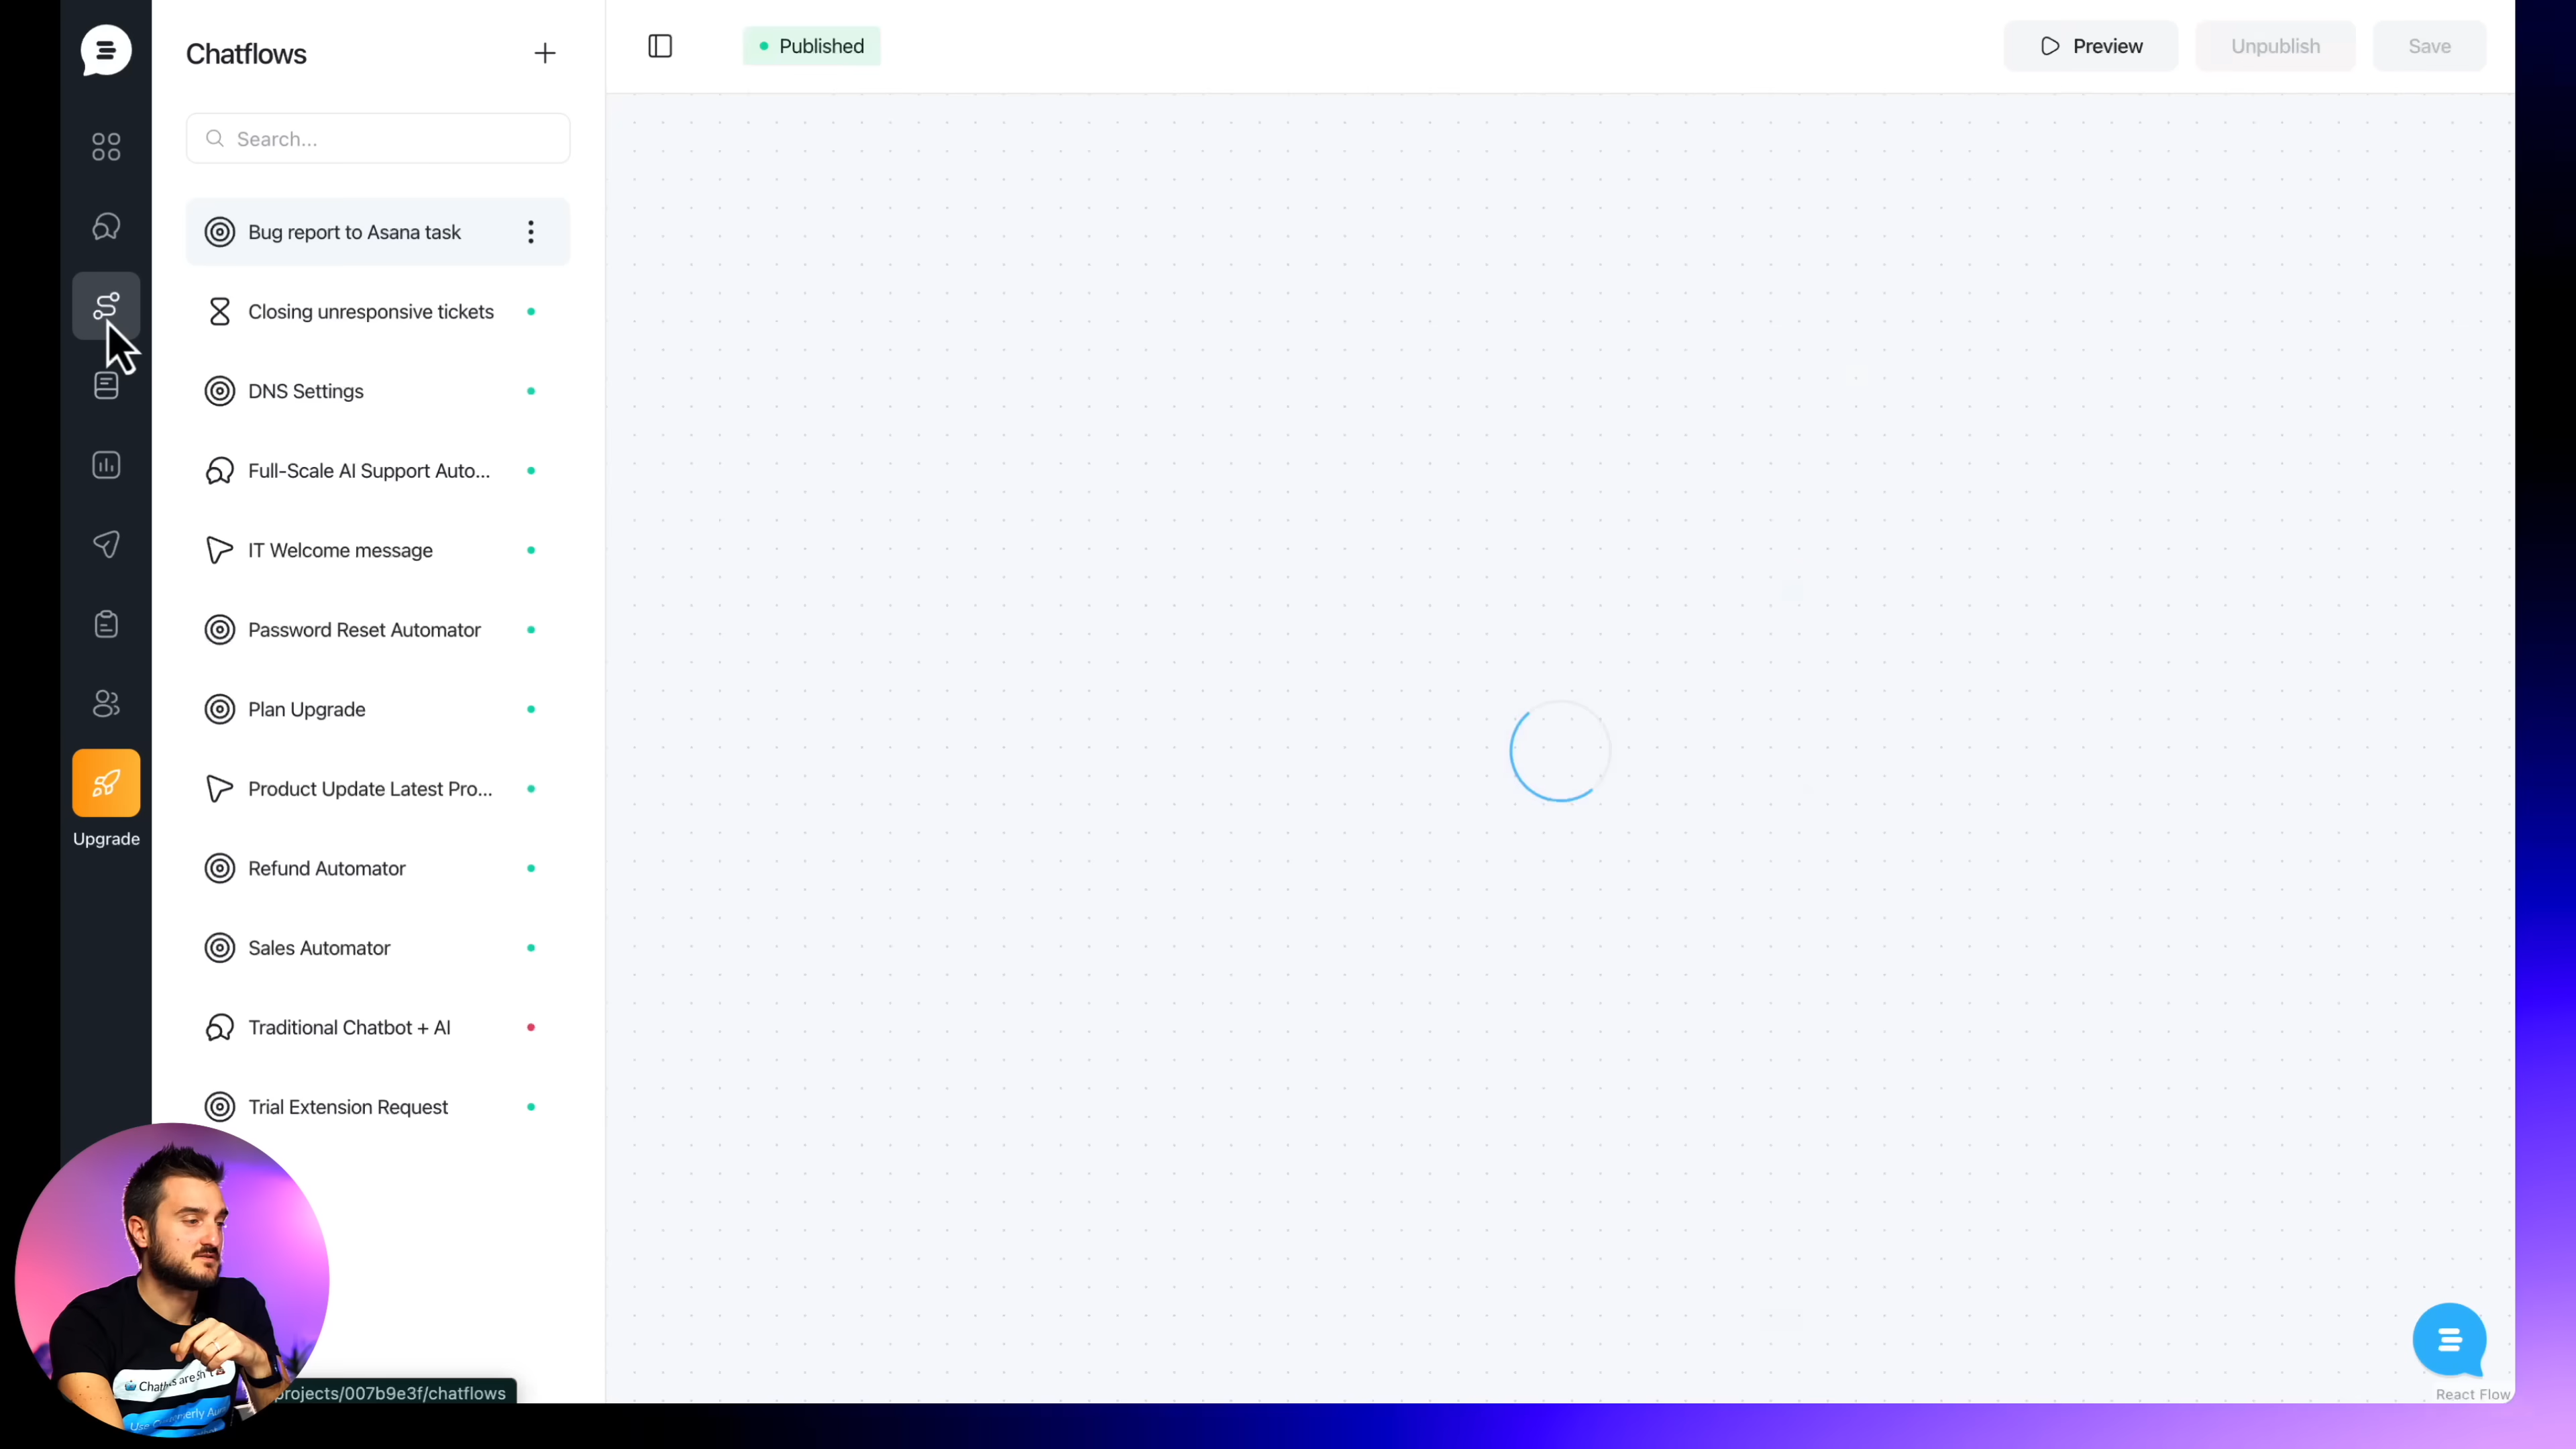 Chatflows
Published
Preview
Unpublish
Save
Search...
Bug report to Asana task
Closing unresponsive tickets
DNS Settings
Full-Scale AI Support Auto...
IT Welcome message
Password Reset Automator
Plan Upgrade
Upgrade
Product Update Latest Pro...
Refund Automator
Sales Automator
Traditional Chatbot + AI
Trial Extension Request
rojects/007b9e3f/chatflows
React Flow